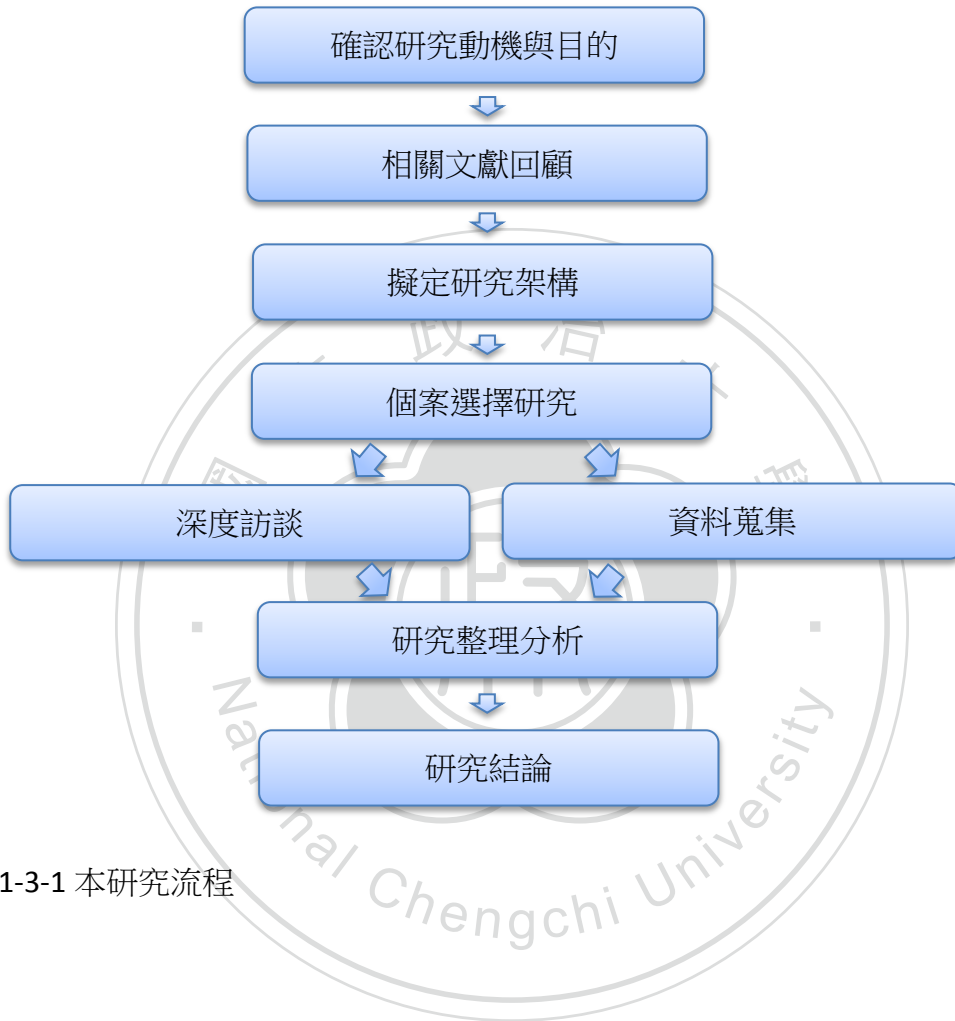 確認研究動機與目的
相關文獻回顧
擬定研究架構
個案選擇研究
深度訪談
資料蒐集
研究整理分析
研究結論
1-3-1 本研究流程
政治
National Chengchi University